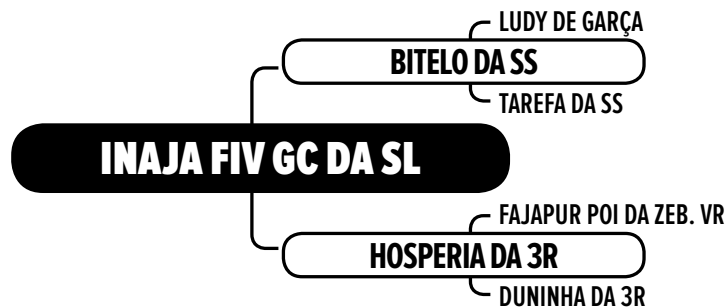 LUDY DE GARÇA
BITELO DA SS
TAREFA DA SS
INAJA FIV GC DA SL
FAJAPUR POI DA ZEB. VR
HOSPERIA DA 3R
DUNINHA DA 3R